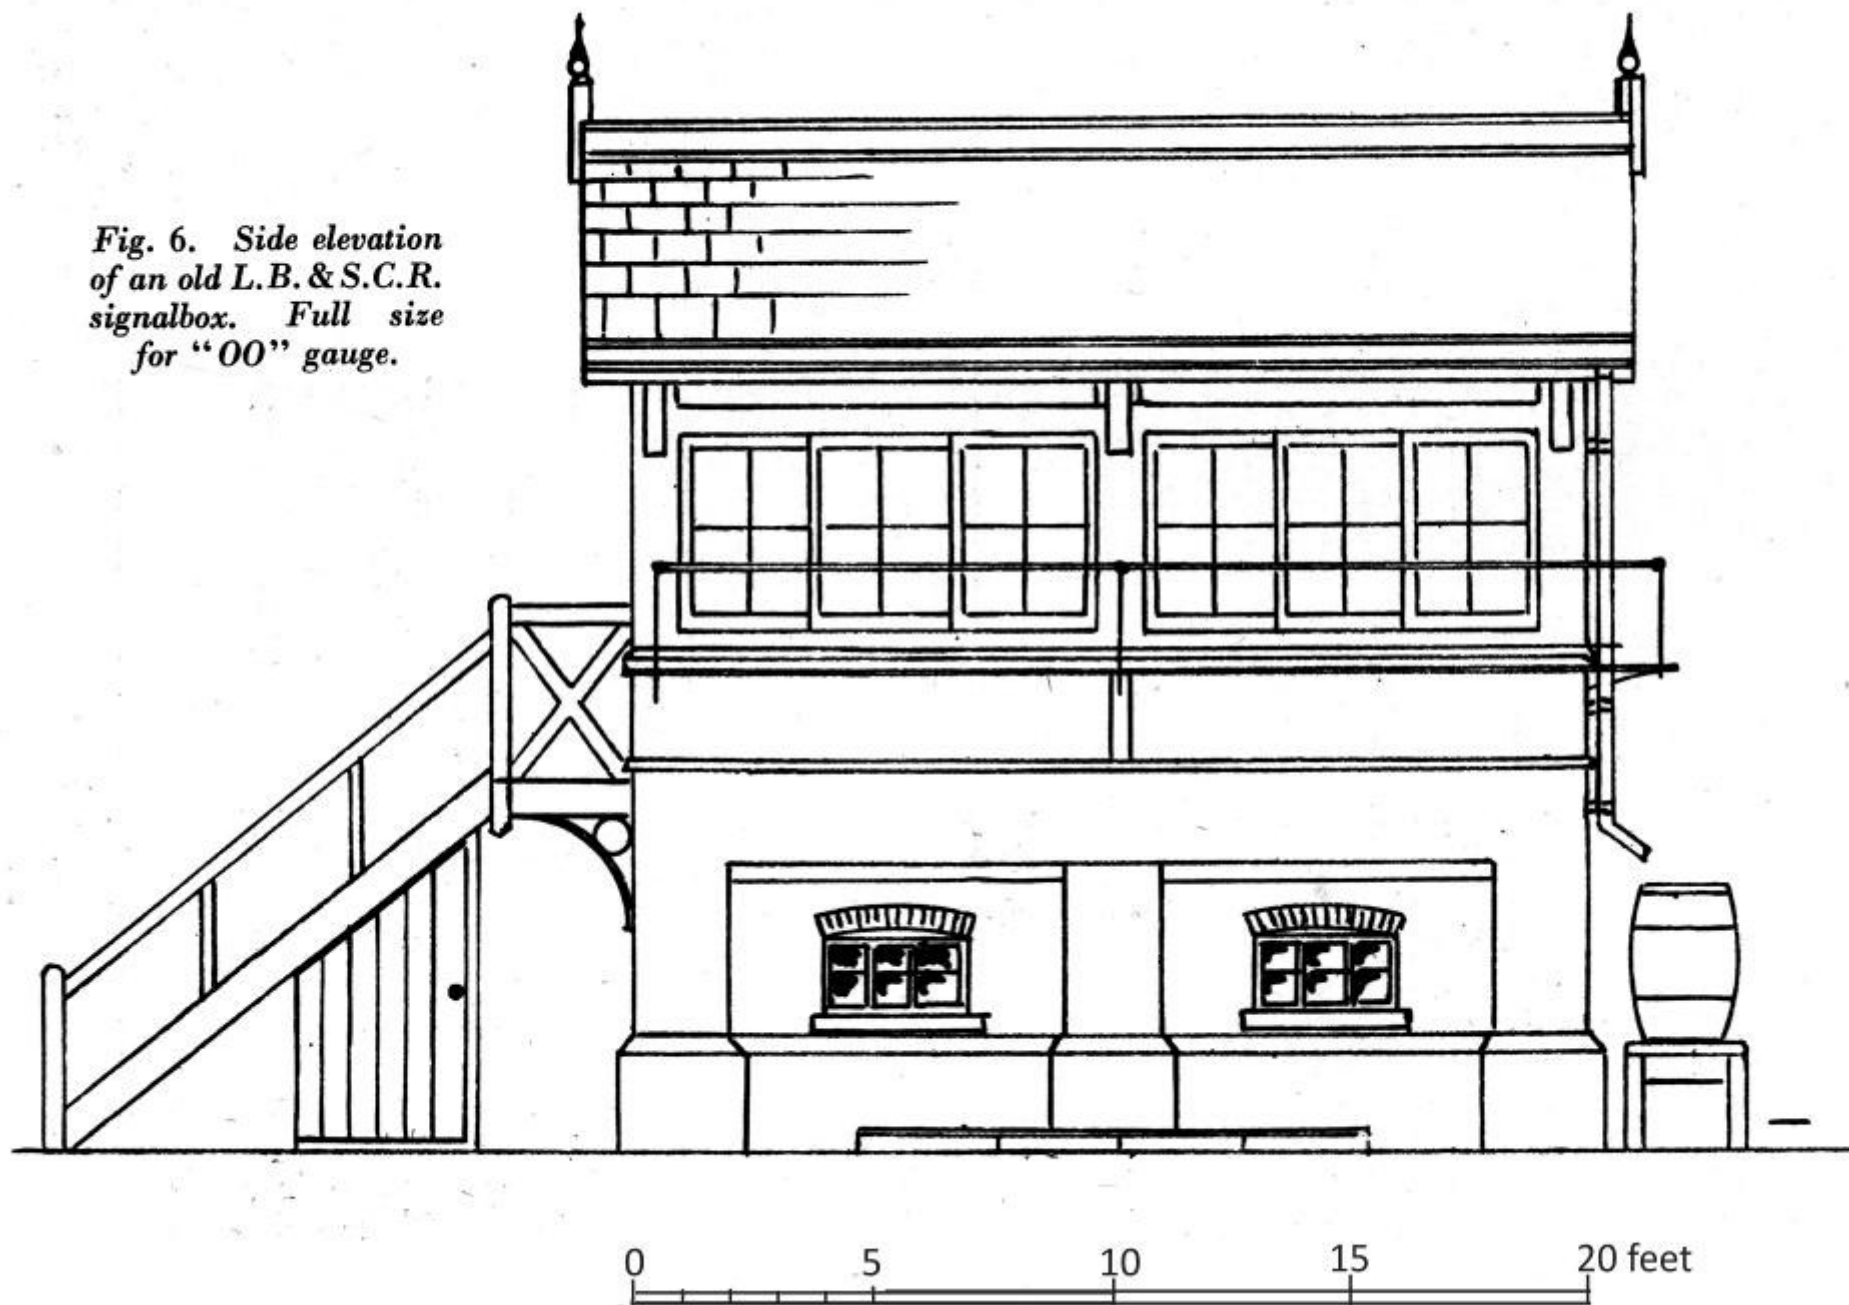 Fig. 6. Side elevation
of an old L.B. & S.C.R.
signalbox. Full size
for "OO" gauge.
0 5 10 15 20 feet